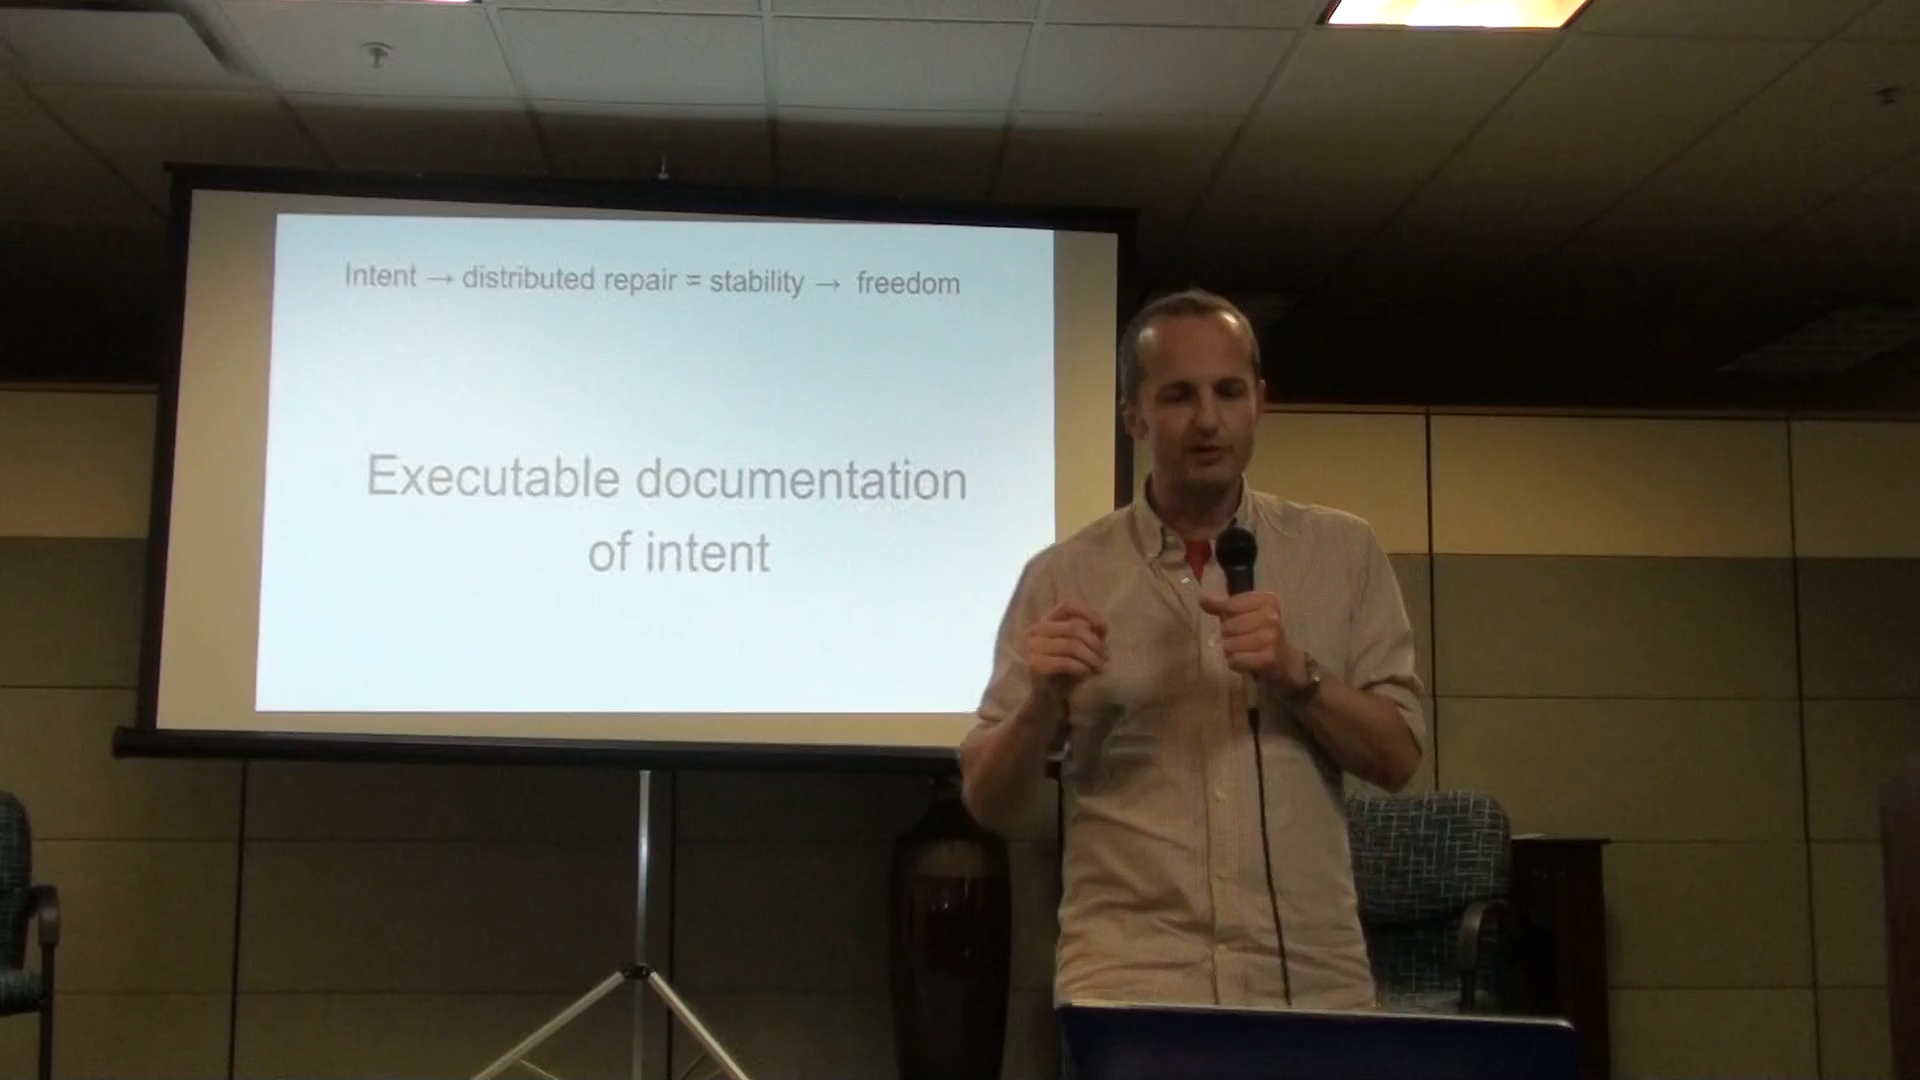 Intent → distributed repair = stability → freedom
Executable documentation
of intent